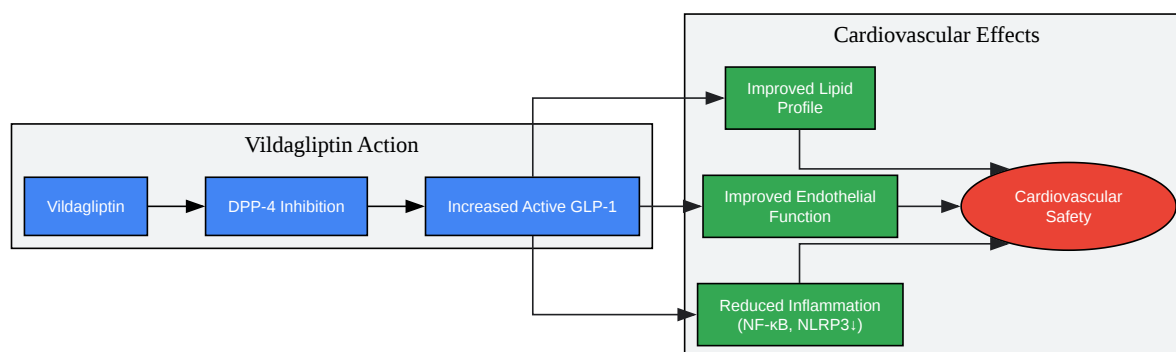 Cardiovascular Effects
Improved Lipid
Profile
Vildagliptin Action
Vildagliptin
DPP-4 Inhibition
Increased Active GLP-1
Improved Endothelial
Function
Cardiovascular
Safety
Reduced Inflammation
(NF-κB, NLRP3↓)